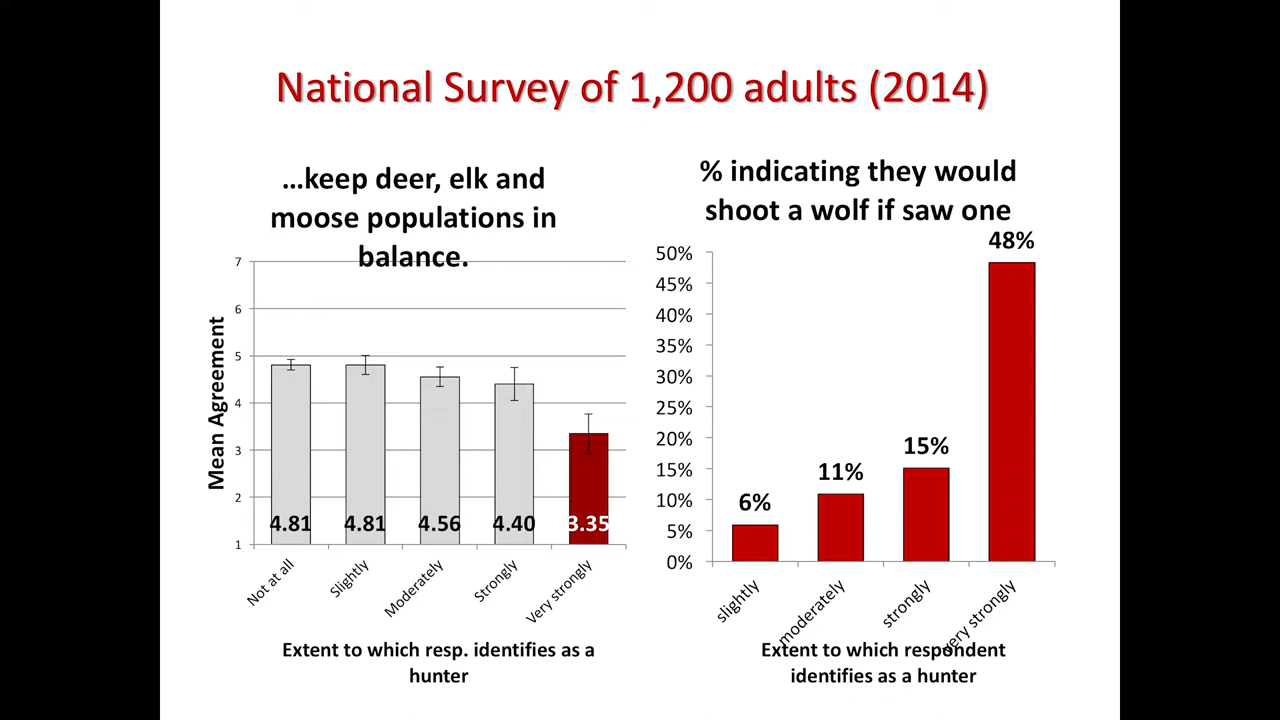 National Survey of 1,200 adults (2014)
…keep deer, elk and
moose populations in
balance.
Mean Agreement
7
6
5
4
3
2
1
4.81
4.81
4.56
4.40
3.35
Not at all
Slightly
Moderately
Strongly
Very strongly
Extent to which resp. identifies as a
hunter
% indicating they would
shoot a wolf if saw one
50%
45%
40%
35%
30%
25%
20%
15%
10%
5%
0%
6%
11%
15%
48%
slightly
moderately
strongly
very strongly
Extent to which respondent
identifies as a hunter